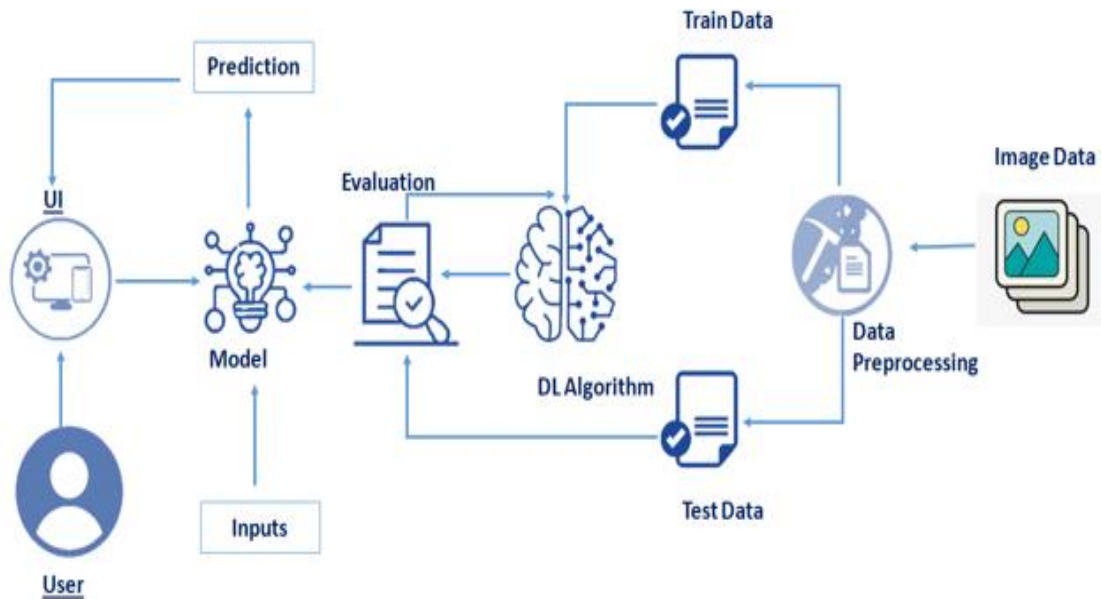 Train Data
Prediction
Image Data
Evaluation
UI
Data
Preprocessing
Model
DL Algorithm
Test Data
Inputs
User